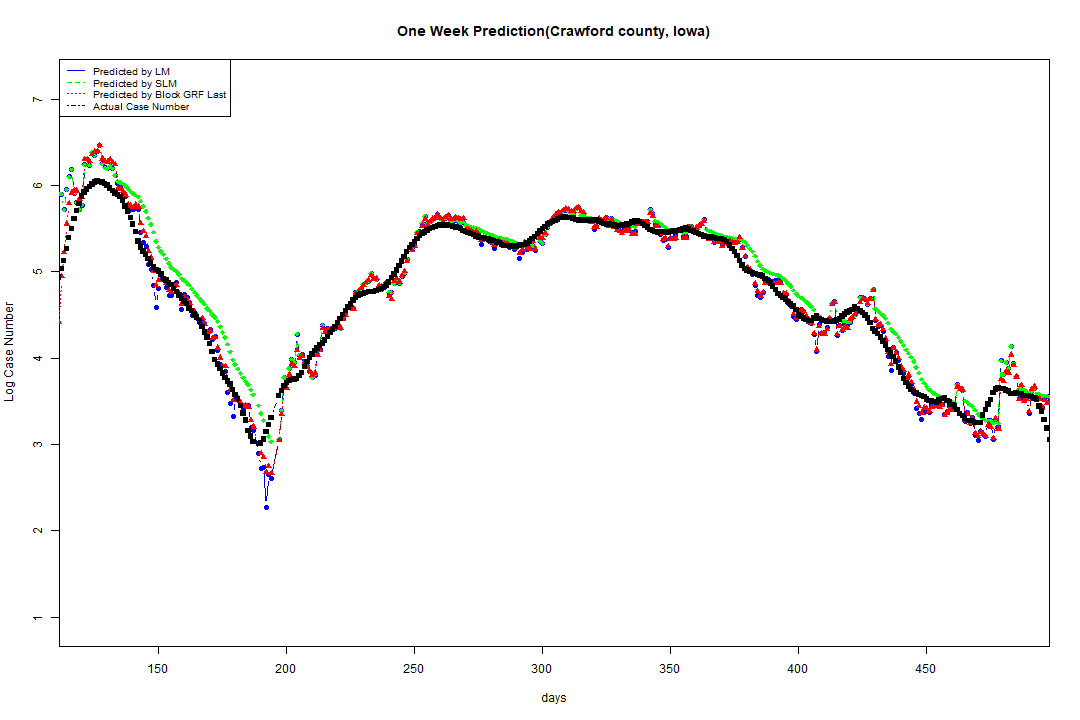 One Week Prediction(Crawford county, Iowa)
Predicted by LM
Predicted by SLM
Predicted by Block GRF Last
Actual Case Number
7
6
5
4
3
2
1
Log Case Number
150 200 250 300 350 400 450
days